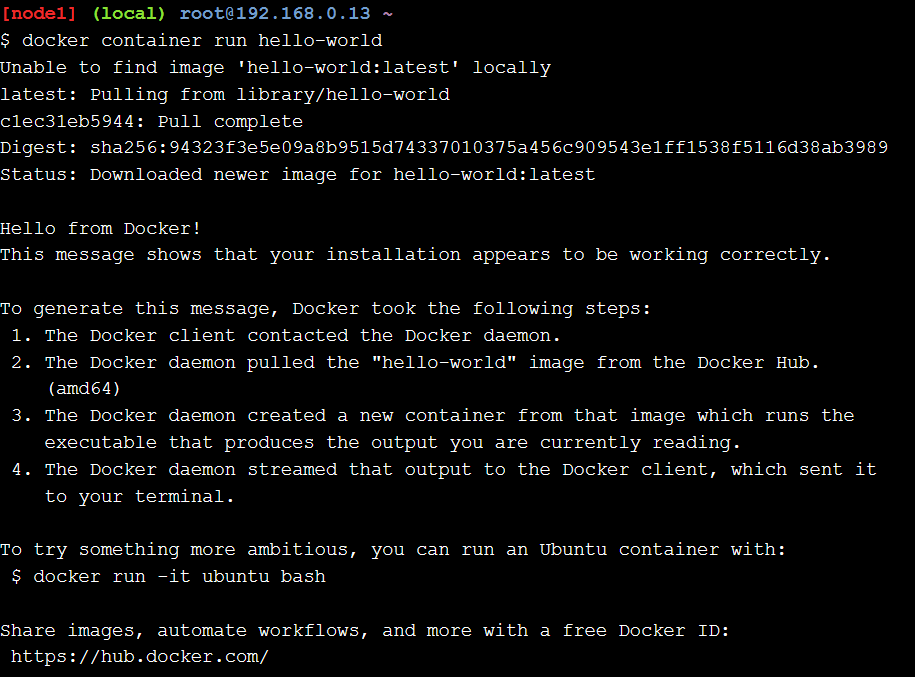 [node1] (local) root@192.168.0.13 ~
$ docker container run hello-world
Unable to find image 'hello-world:latest' locally
latest: Pulling from library/hello-world
c1ec31eb5944: Pull complete
Digest: sha256:94323f3e5e09a8b9515d74337010375a456c909543e1ff1538f5116d38ab3989
Status: Downloaded newer image for hello-world:latest

Hello from Docker!
This message shows that your installation appears to be working correctly.

To generate this message, Docker took the following steps:
 1. The Docker client contacted the Docker daemon.
 2. The Docker daemon pulled the "hello-world" image from the Docker Hub.
    (amd64)
 3. The Docker daemon created a new container from that image which runs the
    executable that produces the output you are currently reading.
 4. The Docker daemon streamed that output to the Docker client, which sent it
    to your terminal.

To try something more ambitious, you can run an Ubuntu container with:
 $ docker run -it ubuntu bash

Share images, automate workflows, and more with a free Docker ID:
 https://hub.docker.com/